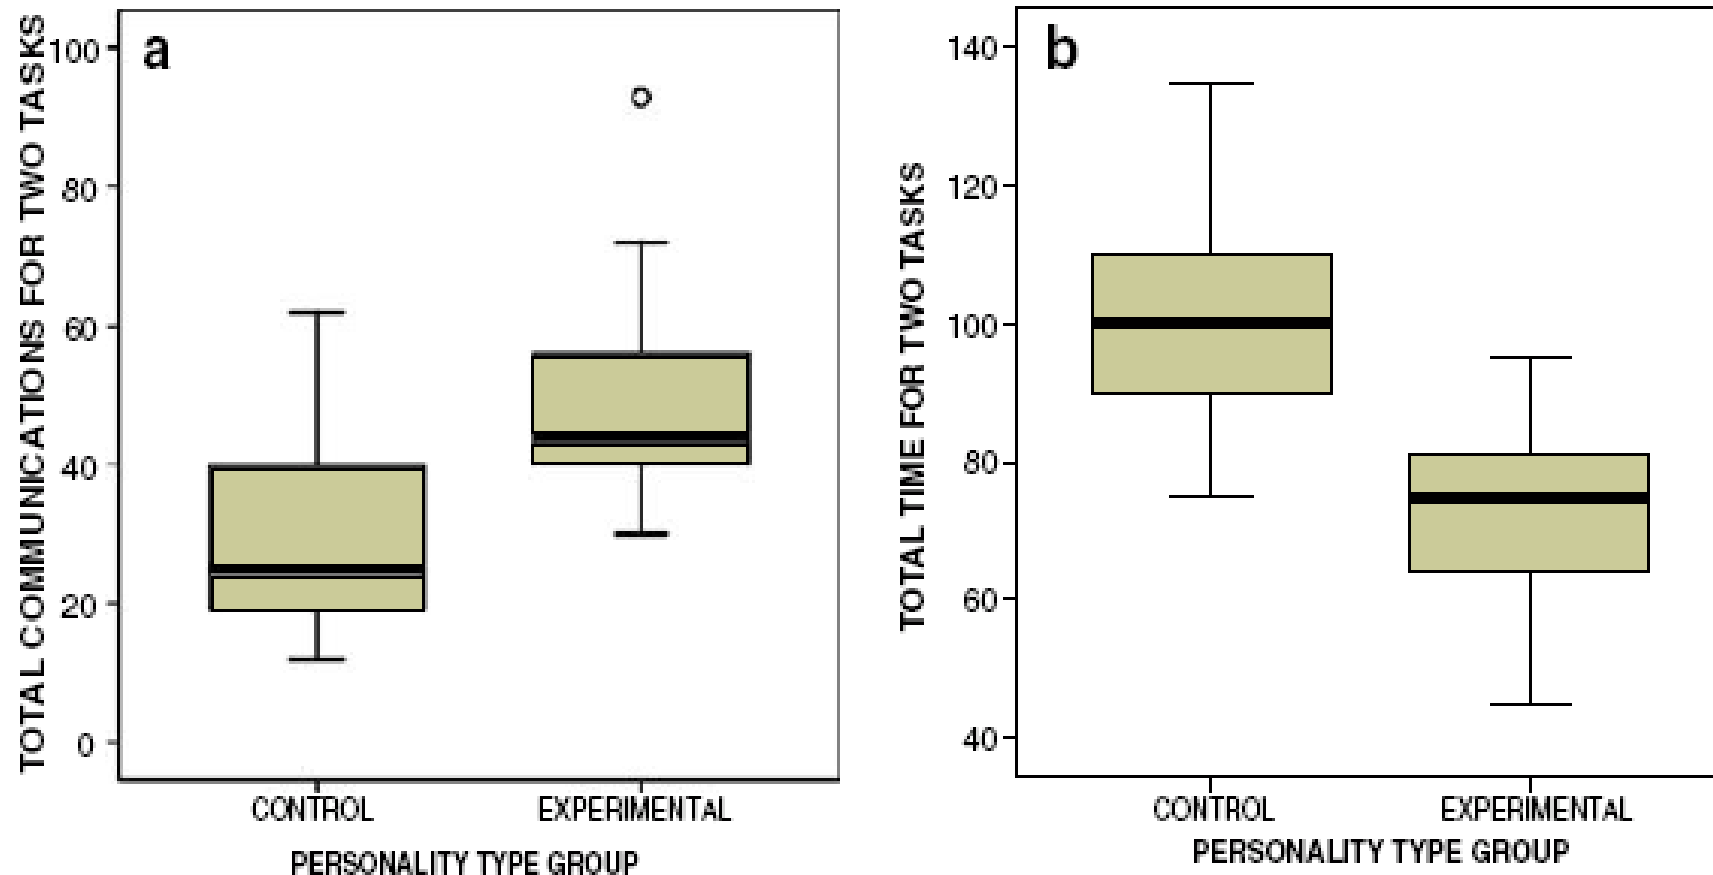 a
TOTAL COMMUNICATIONS FOR TWO TASKS
100
80
60
40
20
0
CONTROL EXPERIMENTAL
PERSONALITY TYPE GROUP
b
TOTAL TIME FOR TWO TASKS
140
120
100
80
60
40
CONTROL EXPERIMENTAL
PERSONALITY TYPE GROUP